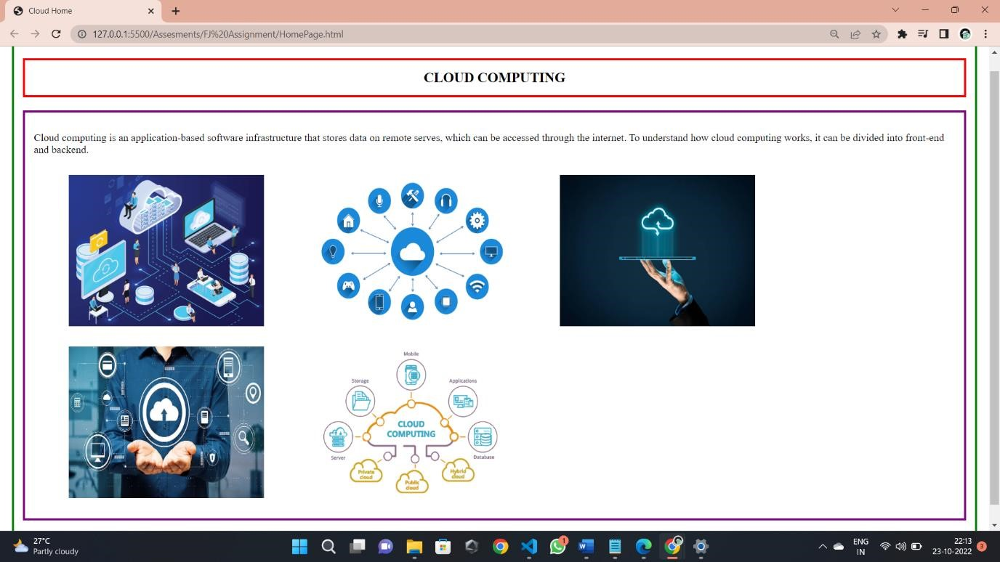 Cloud Home
127.0.0.1:5500/Assesments/FJ%20Assignment/HomePage.html
CLOUD COMPUTING
Cloud computing is an application-based software infrastructure that stores data on remote serves, which can be accessed through the internet. To understand how cloud computing works, it can be divided into front-end
and backend.
Mobile
Storage
Applications
CLOUD
COMPUTING
Server
Database
Private
cloud
Public
cloud
Hybrid
cloud
27°C
Partly cloudy
1
ENG
IN
22:13
23-10-2022
3